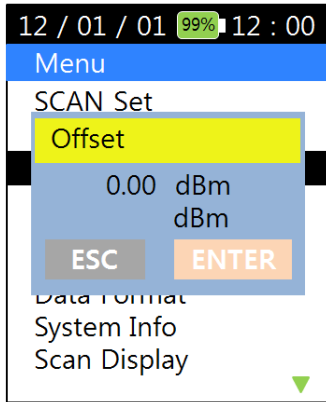 12 / 01 / 01 99% 12 : 00
Menu
SCAN Set
Offset
0.00 dBm
dBm
ESC ENTER
Data Format
System Info
Scan Display